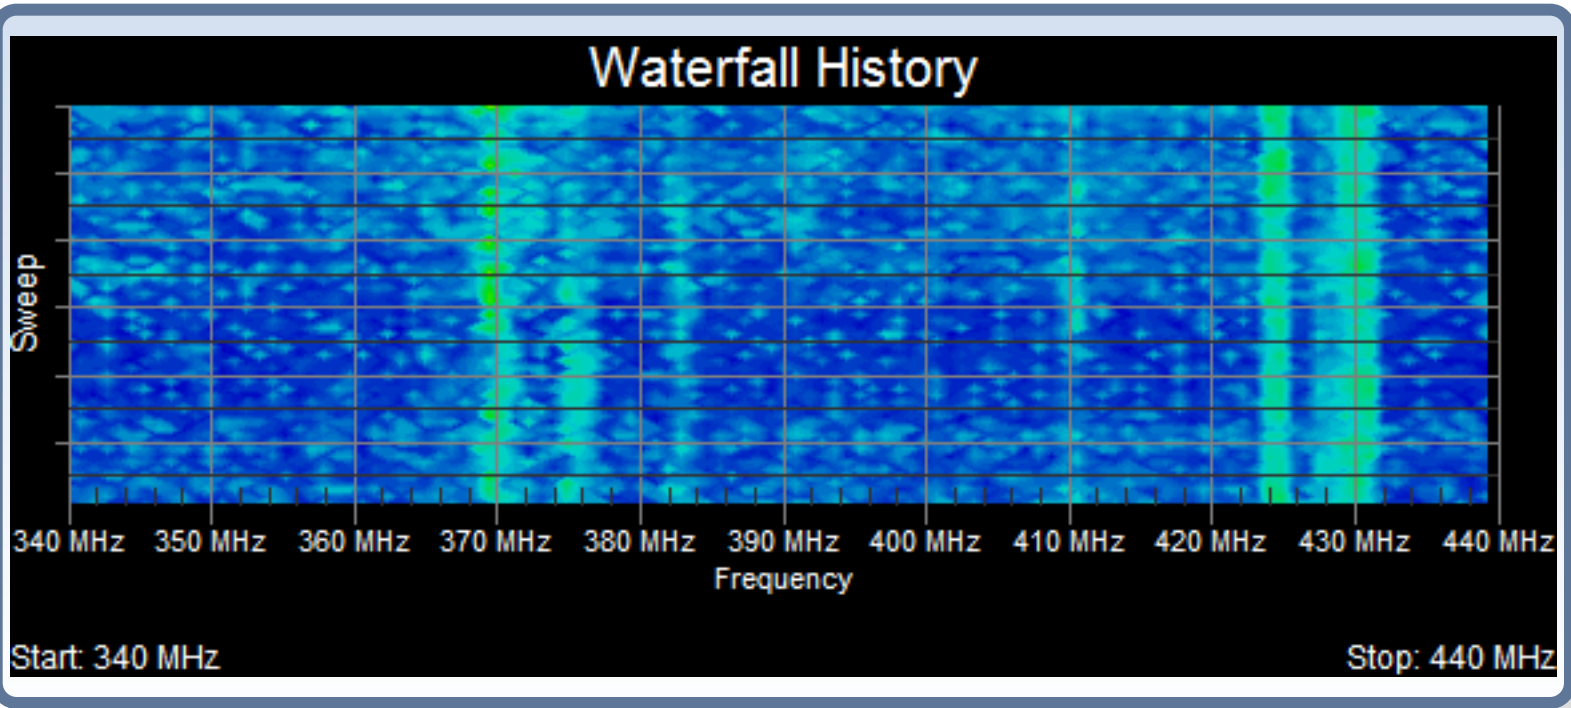 Waterfall History
Sweep
340 MHz 350 MHz 360 MHz 370 MHz 380 MHz 390 MHz 400 MHz 410 MHz 420 MHz 430 MHz 440 MHz
Frequency
Start: 340 MHz
Stop: 440 MHz